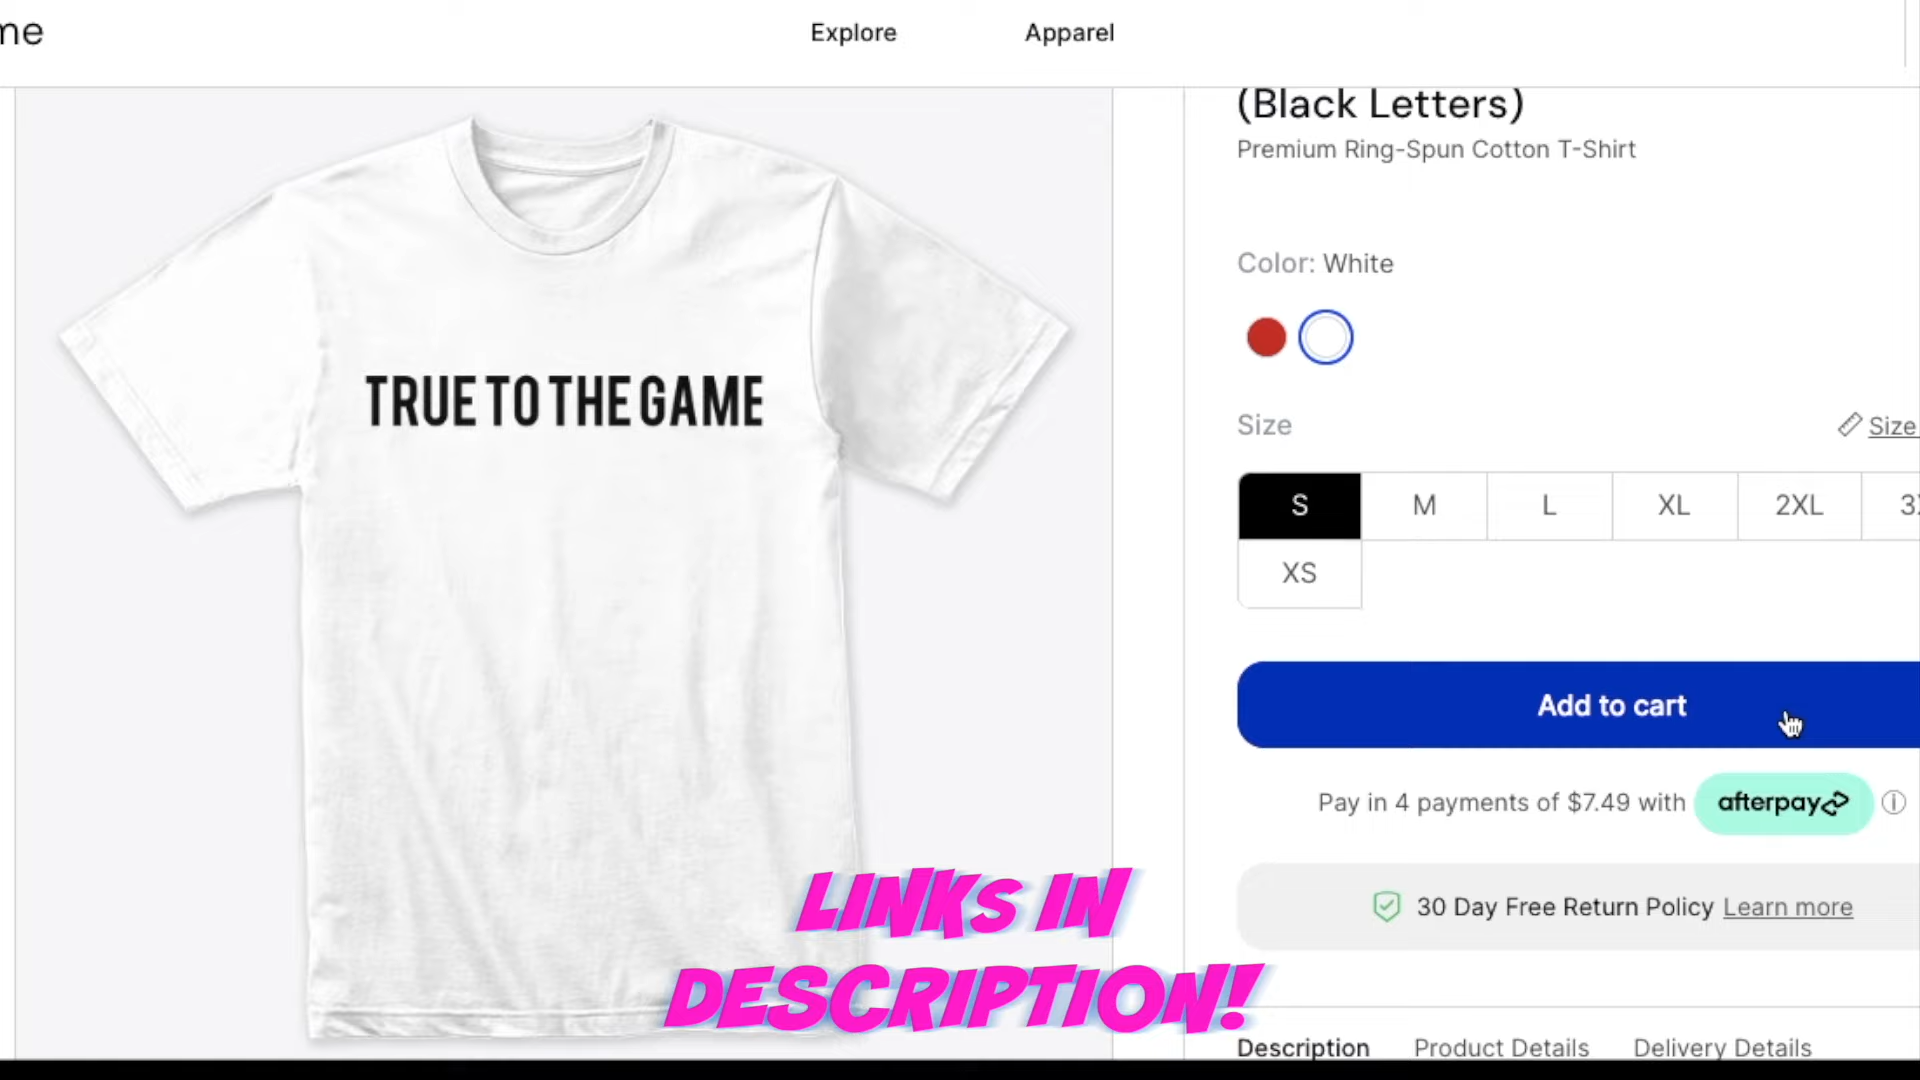 me
Explore
Apparel
(Black Letters)
Premium Ring-Spun Cotton T-Shirt
TRUE TO THE GAME
Color: White
Size
Size
S
M
L
XL
2XL
3X
XS
Add to cart
Pay in 4 payments of $7.49 with afterpay
30 Day Free Return Policy Learn more
LINKS IN
DESCRIPTION!
Description
Product Details
Delivery Details